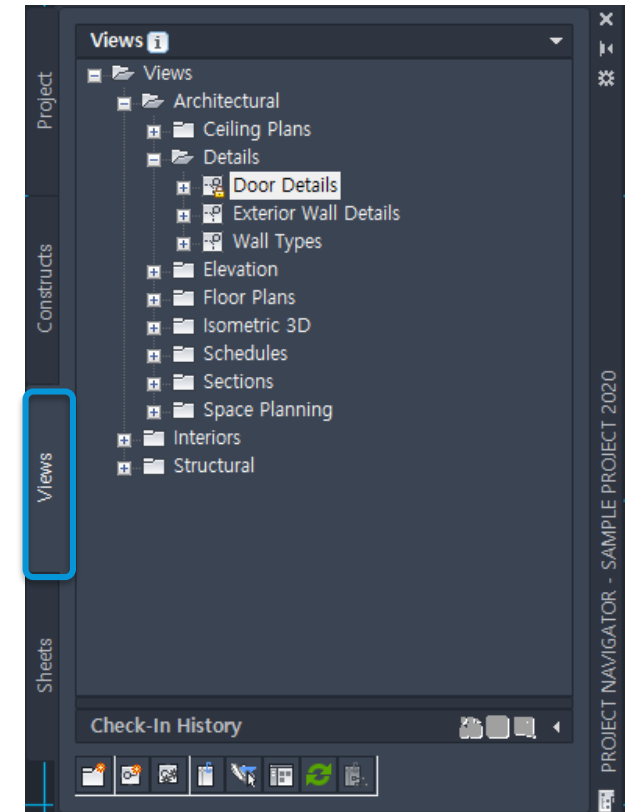 Project
Constructs
Views
Sheets
Views
Views
Architectural
Ceiling Plans
Details
Door Details
Exterior Wall Details
Wall Types
Elevation
Floor Plans
Isometric 3D
Schedules
Sections
Space Planning
Interiors
Structural
Check-In History
PROJECT NAVIGATOR - SAMPLE PROJECT 2020